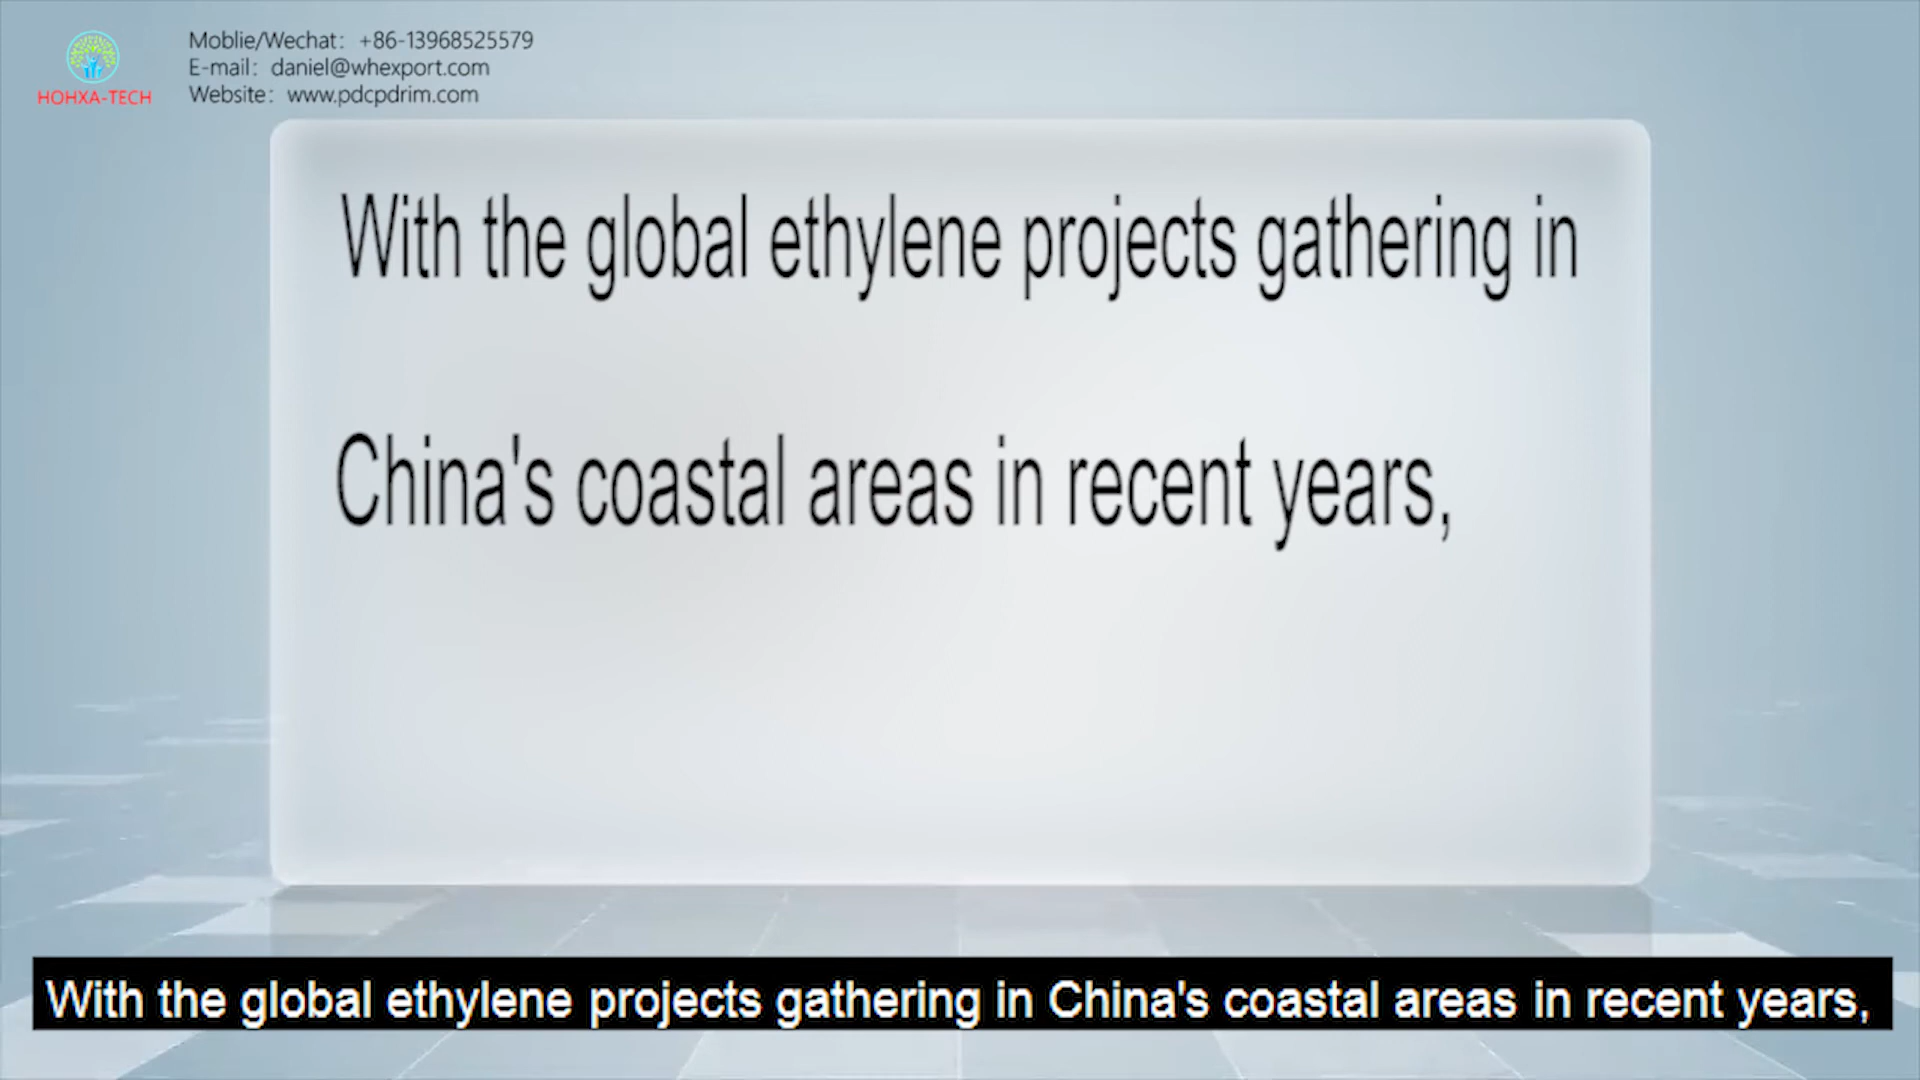 Moblie/Wechat: +86-13968525579
E-mail: daniel@whexport.com
Website: www.pdcpdrim.com
HOHXA-TECH
With the global ethylene projects gathering in
China's coastal areas in recent years,
With the global ethylene projects gathering in China's coastal areas in recent years,